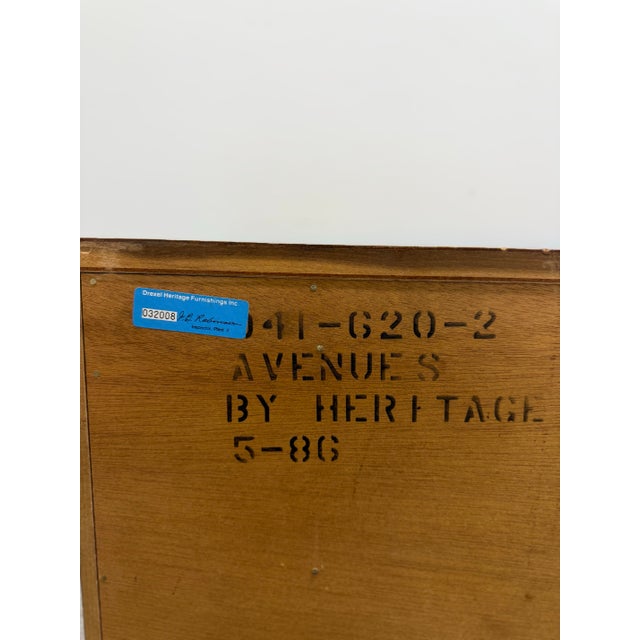 Drexel Heritage Furnishings Inc
032008
041-620-2
AVENUES
BY HERITAGE
5-86